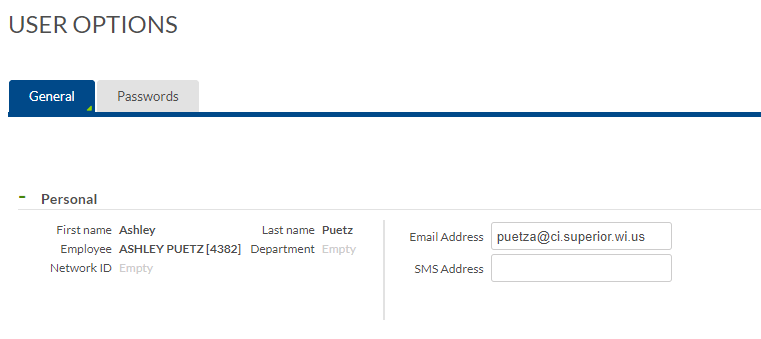 USER OPTIONS
General Passwords
- Personal
First name Ashley Last name Puetz
Employee ASHLEY PUETZ [4382] Department Empty
Network ID Empty
Email Address puetza@ci.superior.wi.us
SMS Address